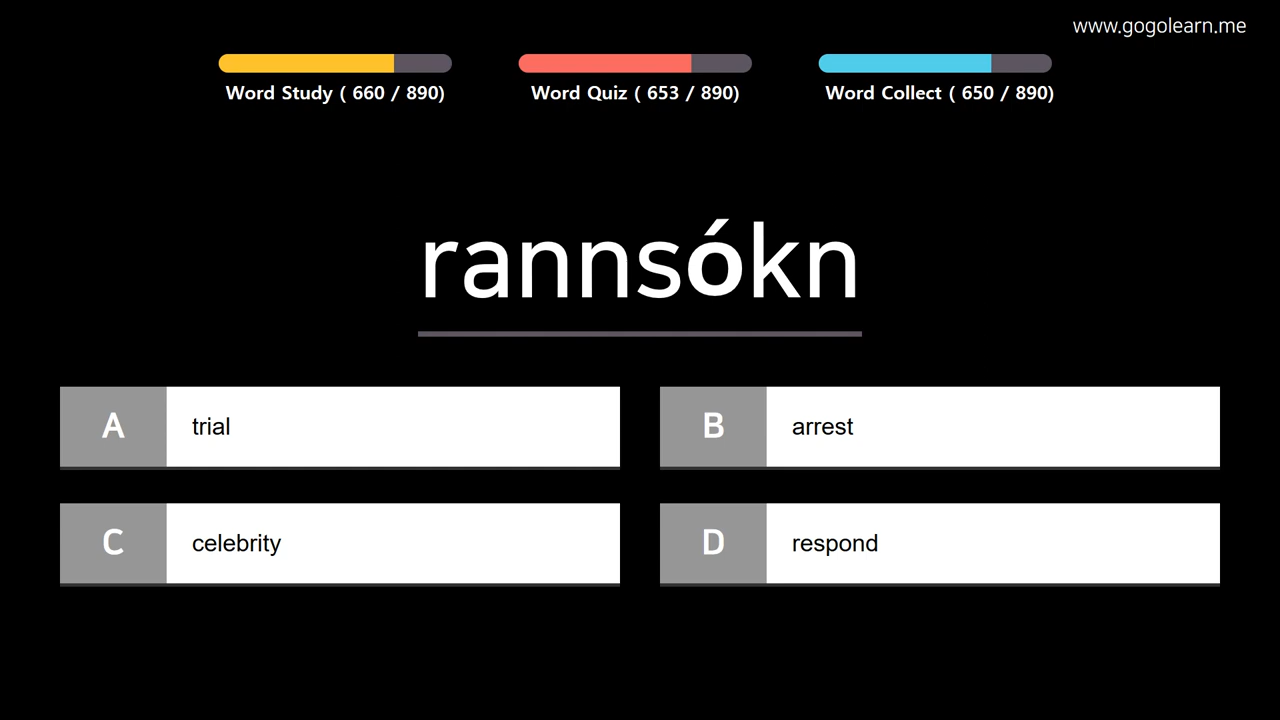 www.gogolearn.me
Word Study ( 660 / 890)
Word Quiz ( 653 / 890)
Word Collect ( 650 / 890)
rannsókn
A trial
B arrest
C celebrity
D respond